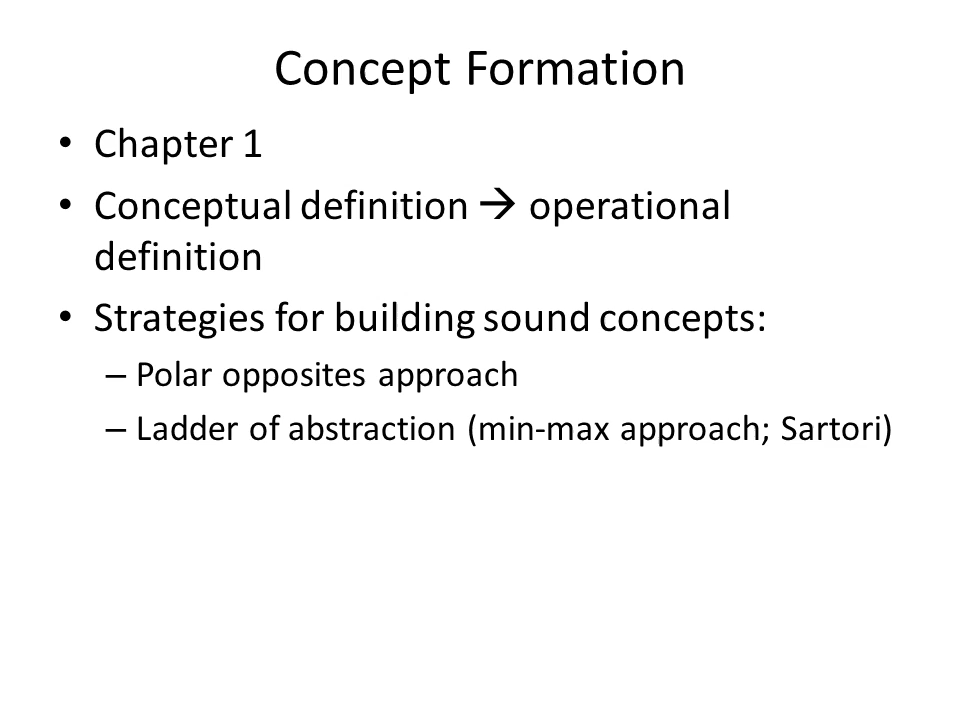 Concept Formation
• Chapter 1
• Conceptual definition → operational
definition
• Strategies for building sound concepts:
– Polar opposites approach
– Ladder of abstraction (min-max approach; Sartori)